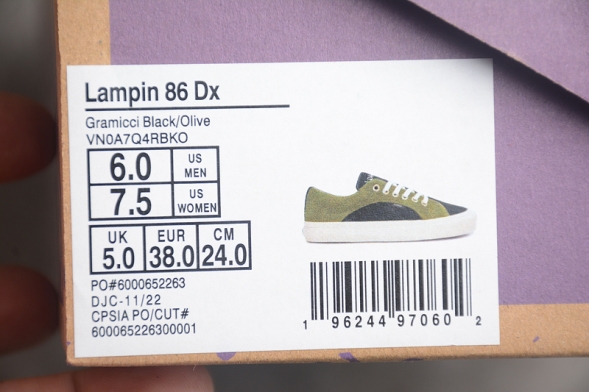 Lampin 86 Dx
Gramicci Black/Olive
VN0A7Q4RBKO
6.0 US MEN
7.5 US WOMEN
UK EUR CM
5.0 38.0 24.0
PO#6000652263
DJC-11/22
CPSIA PO/CUT#
600065226300001
1 96244 97060 2